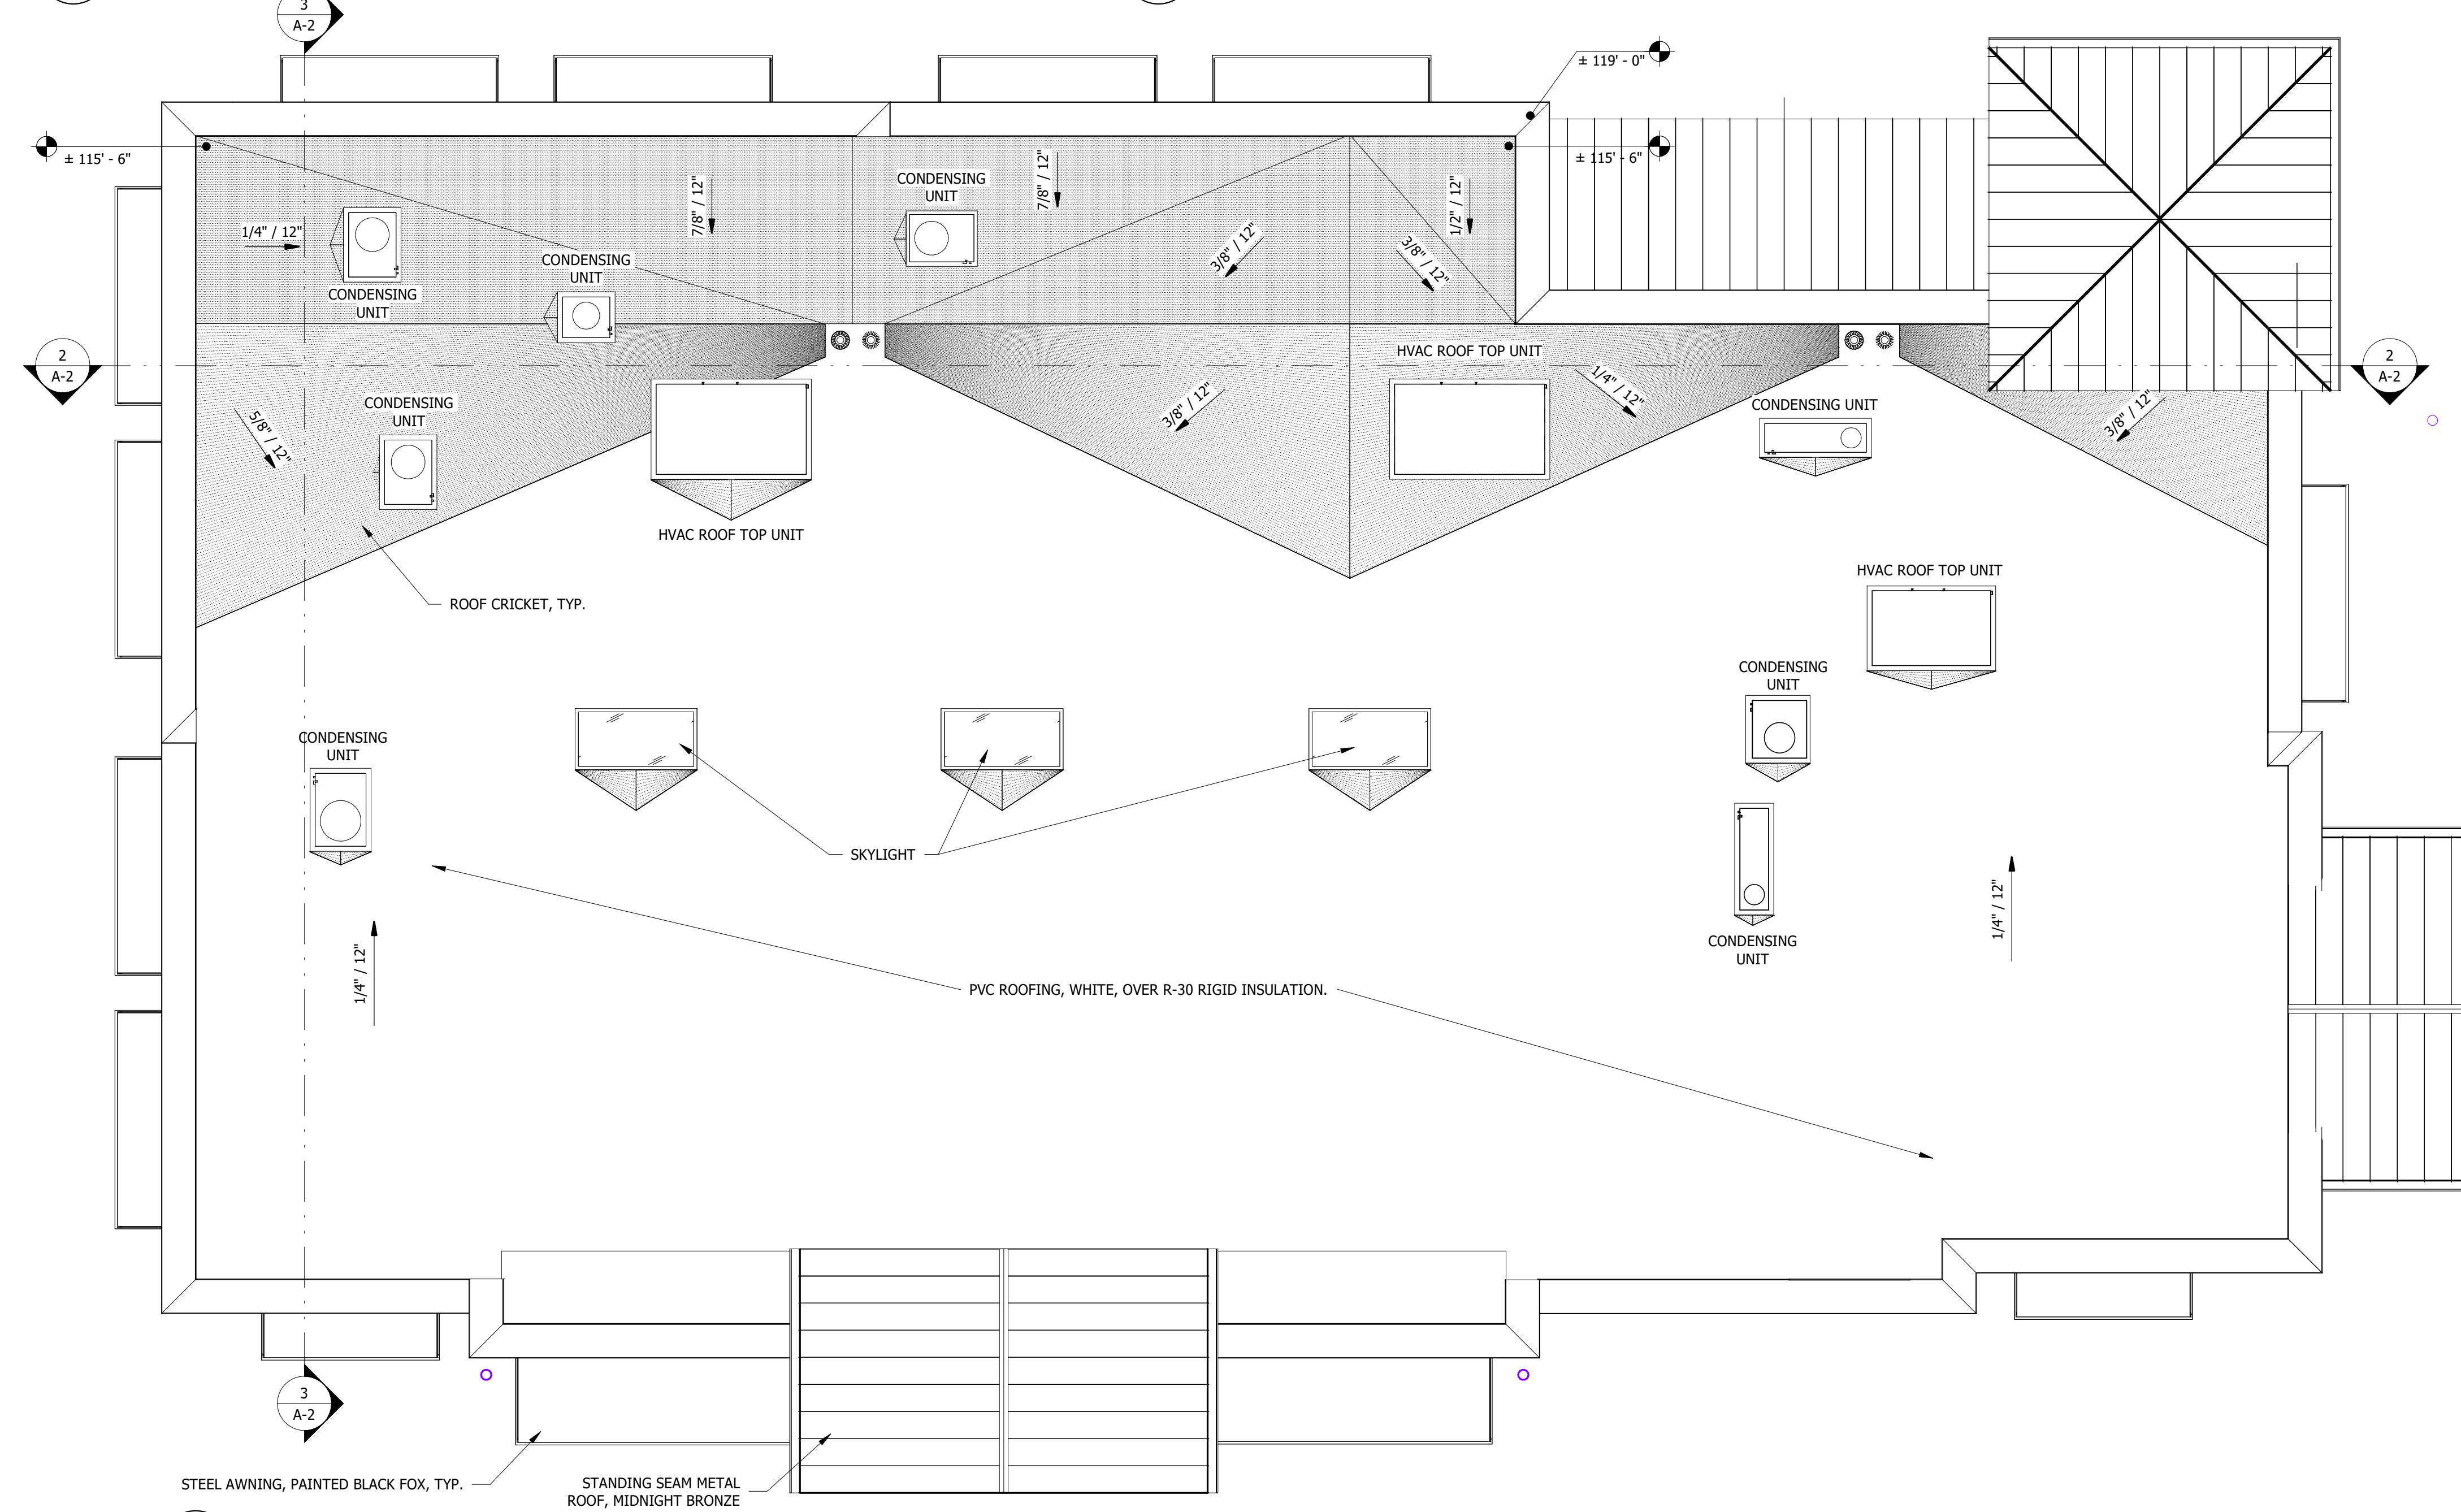 3
A-2
± 119' - 0"
± 115' - 6"
± 115' - 6"
7/8" / 12"
CONDENSING
UNIT
7/8" / 12"
1/2" / 12"
1/4" / 12"
3/8" / 12"
3/8" / 12"
CONDENSING
UNIT
CONDENSING
UNIT
2
A-2
HVAC ROOF TOP UNIT
2
A-2
5/8" / 12"
CONDENSING
UNIT
3/8" / 12"
1/4" / 12"
CONDENSING UNIT
3/8" / 12"
HVAC ROOF TOP UNIT
HVAC ROOF TOP UNIT
ROOF CRICKET, TYP.
CONDENSING
UNIT
CONDENSING
UNIT
SKYLIGHT
1/4" / 12"
1/4" / 12"
CONDENSING
UNIT
PVC ROOFING, WHITE, OVER R-30 RIGID INSULATION.
3
A-2
STEEL AWNING, PAINTED BLACK FOX, TYP.
STANDING SEAM METAL
ROOF, MIDNIGHT BRONZE